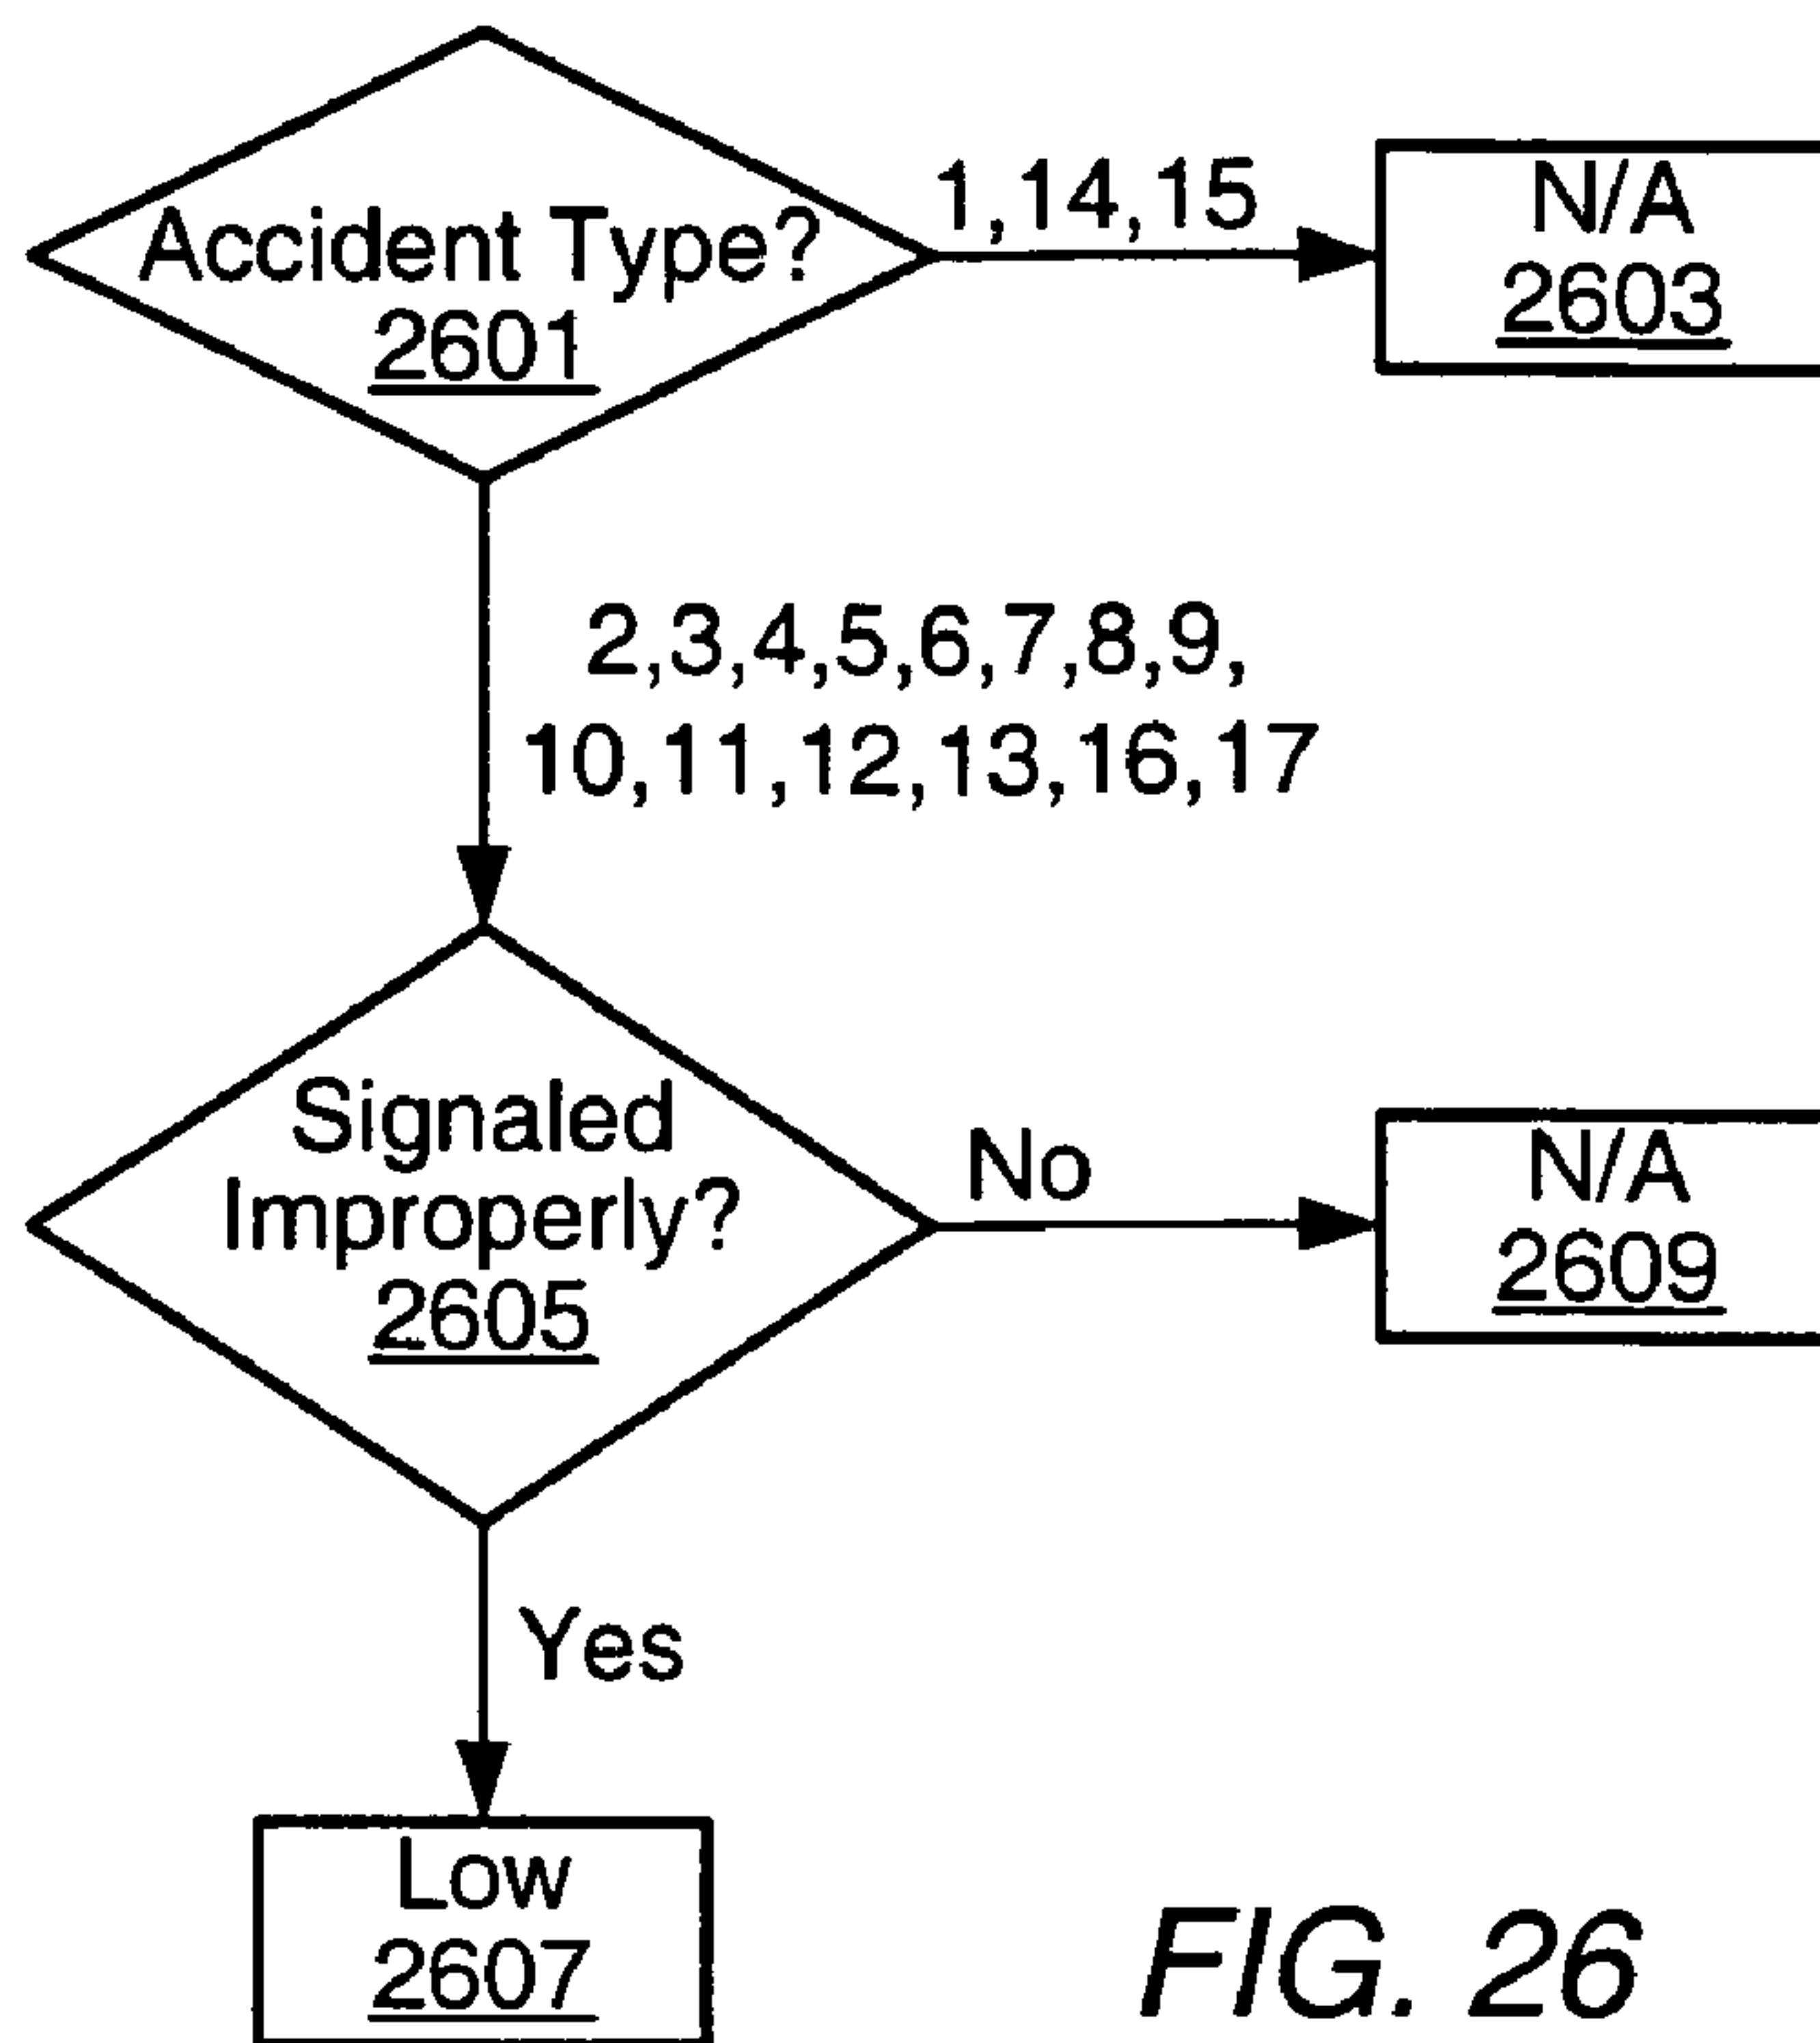 Accident Type?
2601
1,14,15
N/A
2603
2,3,4,5,6,7,8,9,
10,11,12,13,16,17
Signaled
Improperly?
2605
No
N/A
2609
Yes
Low
2607
FIG. 26